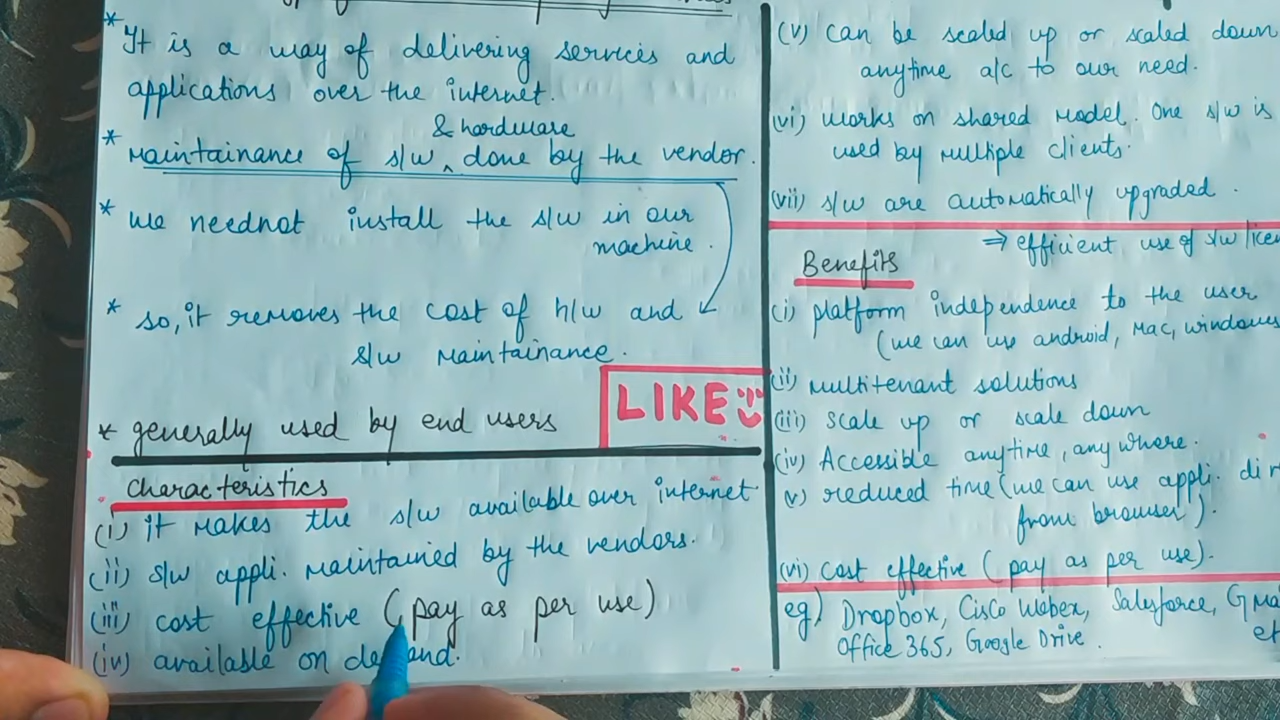 * It is a way of delivering services and
applications over the internet.
& hardware
* maintainance of s/w ^ done by the vendor.
* we neednot install the s/w in our
machine.
* so, it removes the cost of h/w and
s/w maintainance.
LIKE
* generally used by end users
Characteristics
(i) it makes the s/w available over internet
(ii) s/w appli. maintained by the vendors.
(iii) cost effective (pay as per use)
(iv) available on demand.
(v) can be scaled up or scaled down
anytime a/c to our need.
(vi) works on shared model. One s/w is
used by multiple clients.
(vii) s/w are automatically upgraded.
⇒ efficient use of s/w licen
Benefits
(i) platform independence to the user
(we can use android, Mac, windows
(ii) multitenant solutions
(iii) scale up or scale down
(iv) Accessible anytime, anywhere.
(v) reduced time (we can use appli. dir
from browser).
(vi) cost effective (pay as per use).
eg) Dropbox, Cisco Webex, Salesforce, Gma
Office 365, Google Drive. et